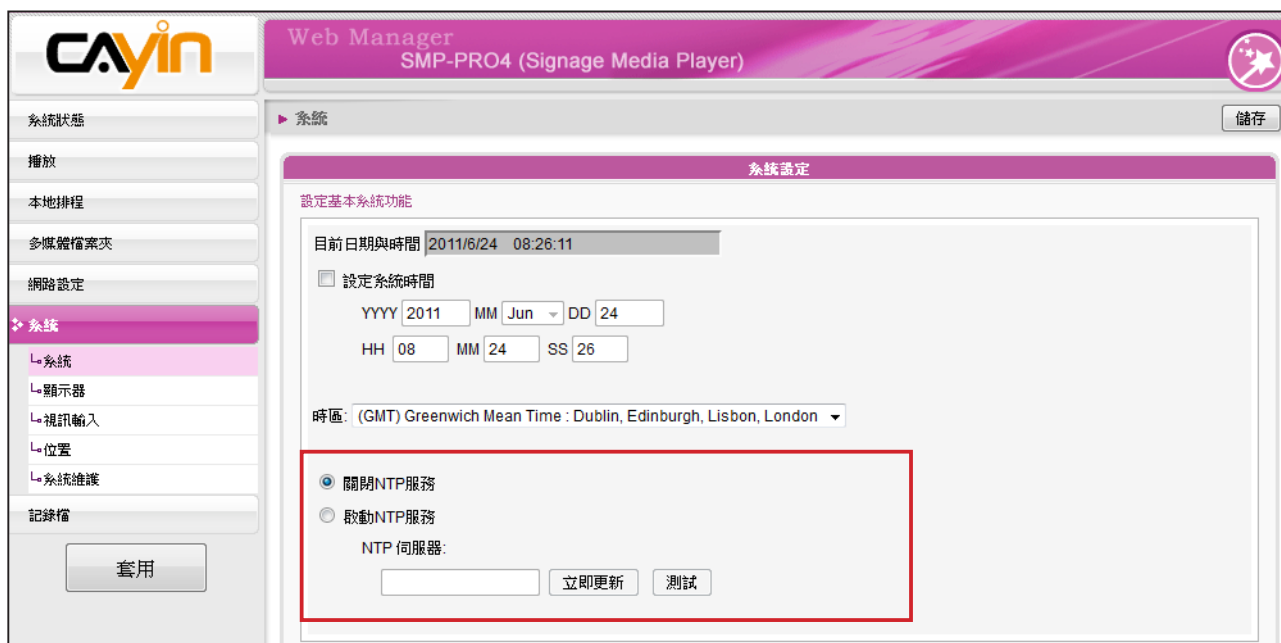 CAyin
Web Manager
SMP-PRO4 (Signage Media Player)
系統狀態
播放
本地排程
多媒體檔案夾
網路設定
系統
系統
顯示器
視訊輸入
位置
系統維護
記錄檔
套用
系統
儲存
系統設定
設定基本系統功能
目前日期與時間 2011/6/24 08:26:11
設定系統時間
YYYY 2011 MM Jun DD 24
HH 08 MM 24 SS 26
時區: (GMT) Greenwich Mean Time : Dublin, Edinburgh, Lisbon, London
關閉NTP服務
啟動NTP服務
NTP 伺服器:
立即更新 測試